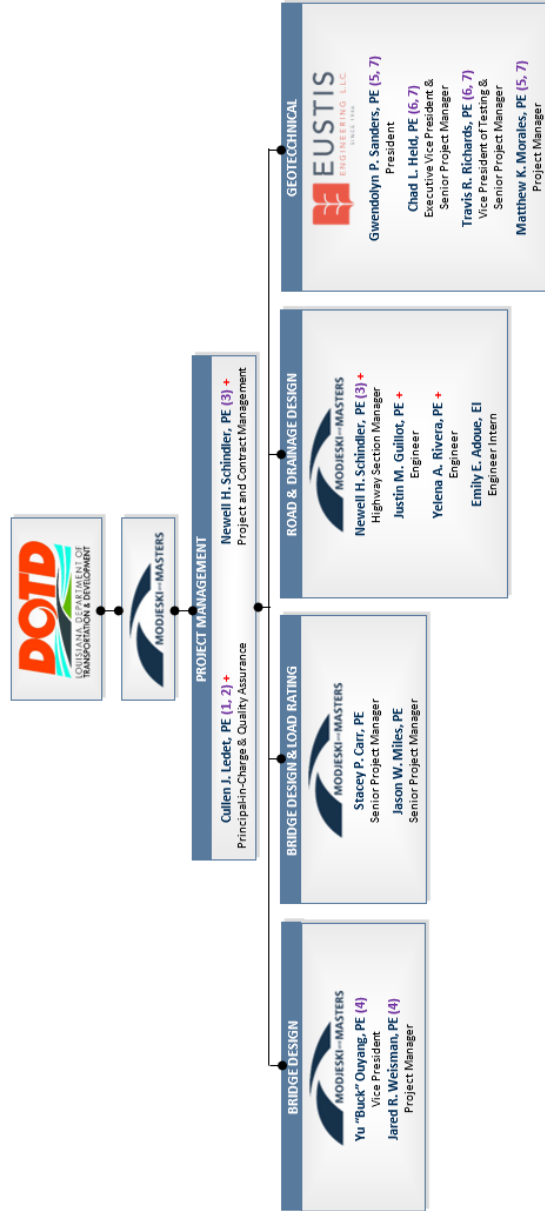 DOTD
LOUISIANA DEPARTMENT OF
TRANSPORTATION & DEVELOPMENT
MODJESKI and MASTERS
PROJECT MANAGEMENT
Cullen J. Ledet, PE (1, 2) +
Principal-in-Charge & Quality Assurance
Newell H. Schindler, PE (3) +
Project and Contract Management
BRIDGE DESIGN
MODJESKI and MASTERS
Yu "Buck" Ouyang, PE (4)
Vice President
Jared R. Weisman, PE (4)
Project Manager
BRIDGE DESIGN & LOAD RATING
MODJESKI and MASTERS
Stacey P. Carr, PE
Senior Project Manager
Jason W. Miles, PE
Senior Project Manager
ROAD & DRAINAGE DESIGN
MODJESKI and MASTERS
Newell H. Schindler, PE (3) +
Highway Section Manager
Justin M. Guillot, PE +
Engineer
Yelena A. Rivera, PE +
Engineer
Emily E. Adoue, EI
Engineer Intern
GEOTECHNICAL
EUSTIS
ENGINEERING L.L.C.
SINCE 1946
Gwendolyn P. Sanders, PE (5, 7)
President
Chad L. Held, PE (6, 7)
Executive Vice President &
Senior Project Manager
Travis R. Richards, PE (6, 7)
Vice President of Testing &
Senior Project Manager
Matthew K. Morales, PE (5, 7)
Project Manager